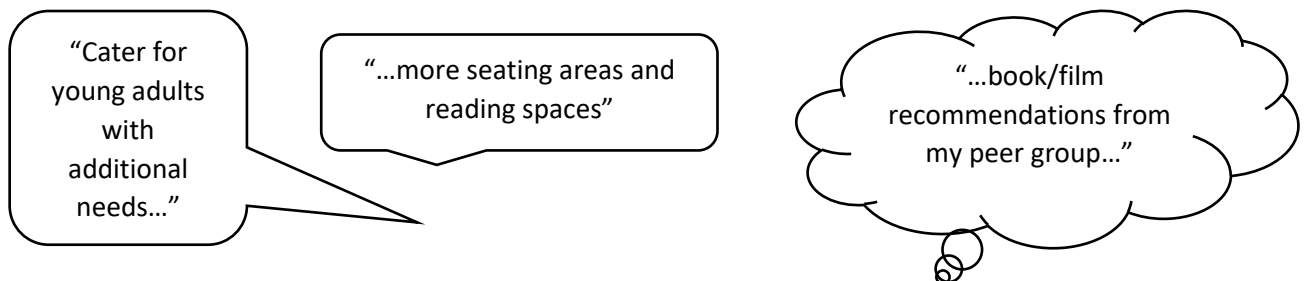 “Cater for
young adults
with
additional
needs…”
“…more seating areas and
reading spaces”
“…book/film
recommendations from
my peer group…”